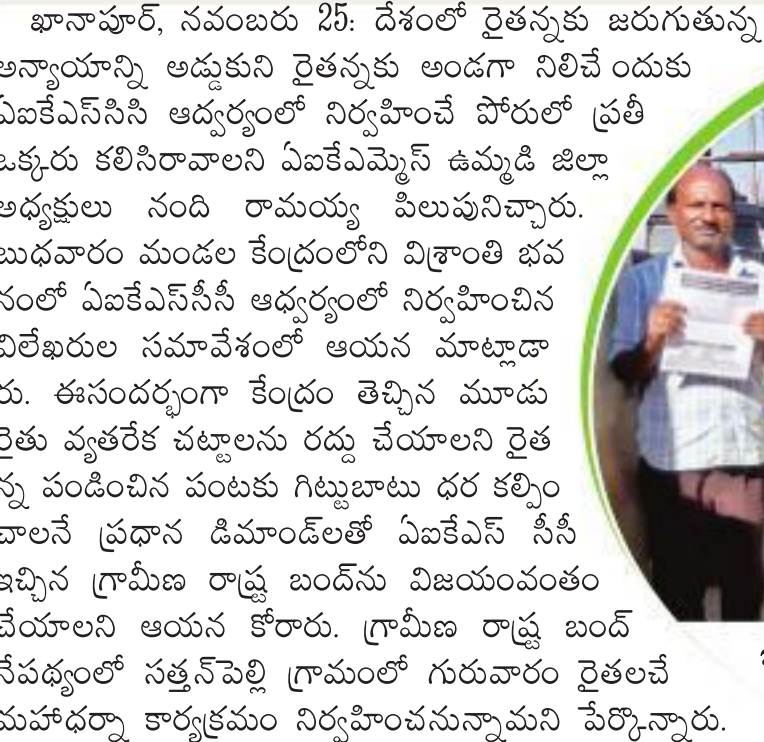 ఖానాపూర్, నవంబరు 25: దేశంలో రైతన్నకు జరుగుతున్న
అన్యాయాన్ని అడ్డుకుని రైతన్నకు అండగా నిలిచే ందుకు
ఏఐకేఎస్‌సిసి ఆద్వర్యంలో నిర్వహించే పోరులో ప్రతీ
ఒక్కరు కలిసిరావాలని ఏఐకేఎమ్మెస్ ఉమ్మడి జిల్లా
అధ్యక్షులు నంది రామయ్య పిలుపునిచ్చారు.
బుధవారం మండల కేంద్రంలోని విశ్రాంతి భవ
నంలో ఏఐకేఎస్‌సీసీ ఆధ్వర్యంలో నిర్వహించిన
విలేఖరుల సమావేశంలో ఆయన మాట్లాడా
రు. ఈసందర్భంగా కేంద్రం తెచ్చిన మూడు
రైతు వ్యతరేక చట్టాలను రద్దు చేయాలని రైత
న్న పండించిన పంటకు గిట్టుబాటు ధర కల్పిం
చాలనే ప్రధాన డిమాండ్‌లతో ఏఐకేఎస్ సీసీ
ఇచ్చిన గ్రామీణ రాష్ట్ర బంద్‌ను విజయంవంతం
చేయాలని ఆయన కోరారు. గ్రామీణ రాష్ట్ర బంద్
నేపథ్యంలో సత్తన్‌పెల్లి గ్రామంలో గురువారం రైతులచే
మహాధర్నా కార్యక్రమం నిర్వహించనున్నామని పేర్కొన్నారు.